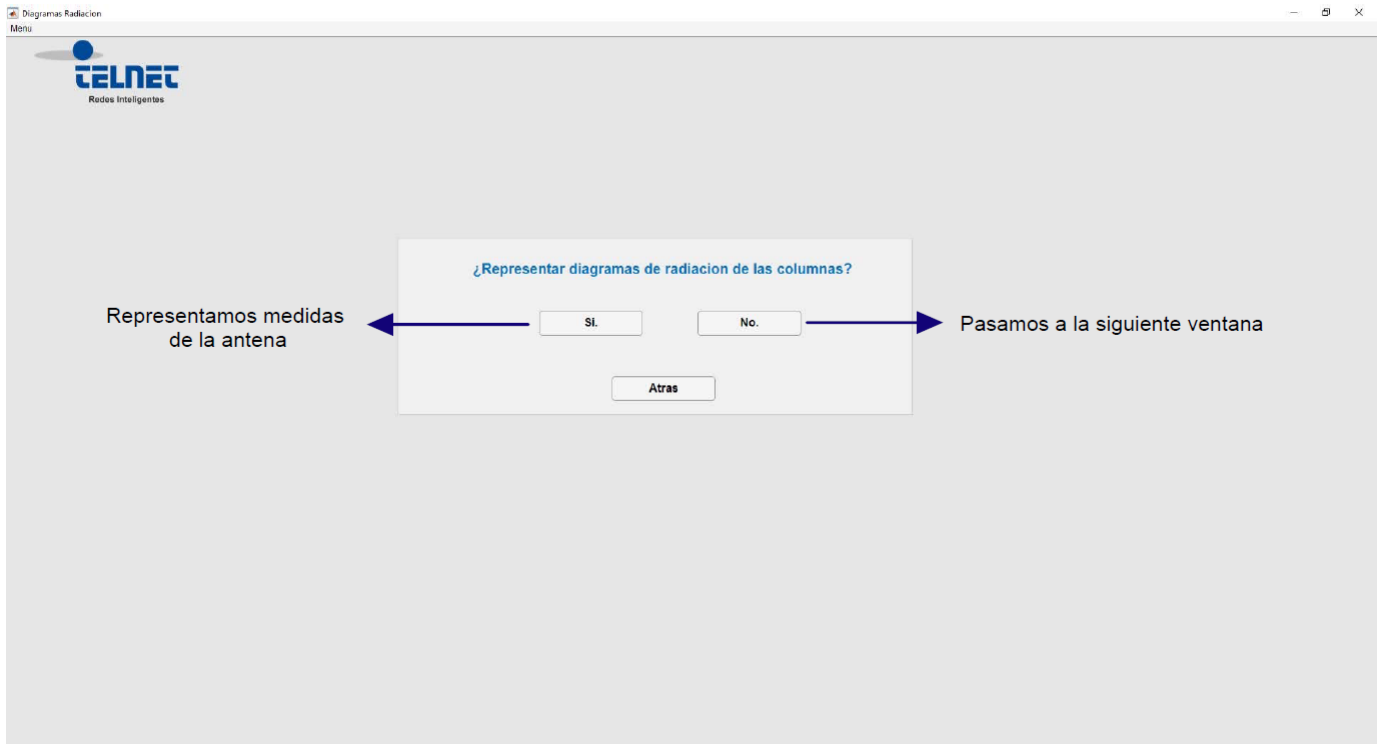 Diagramas Radiacion
Menu
TELNET
Redes Inteligentes
¿Representar diagramas de radiacion de las columnas?
Representamos medidas
de la antena
Si.
No.
Pasamos a la siguiente ventana
Atras